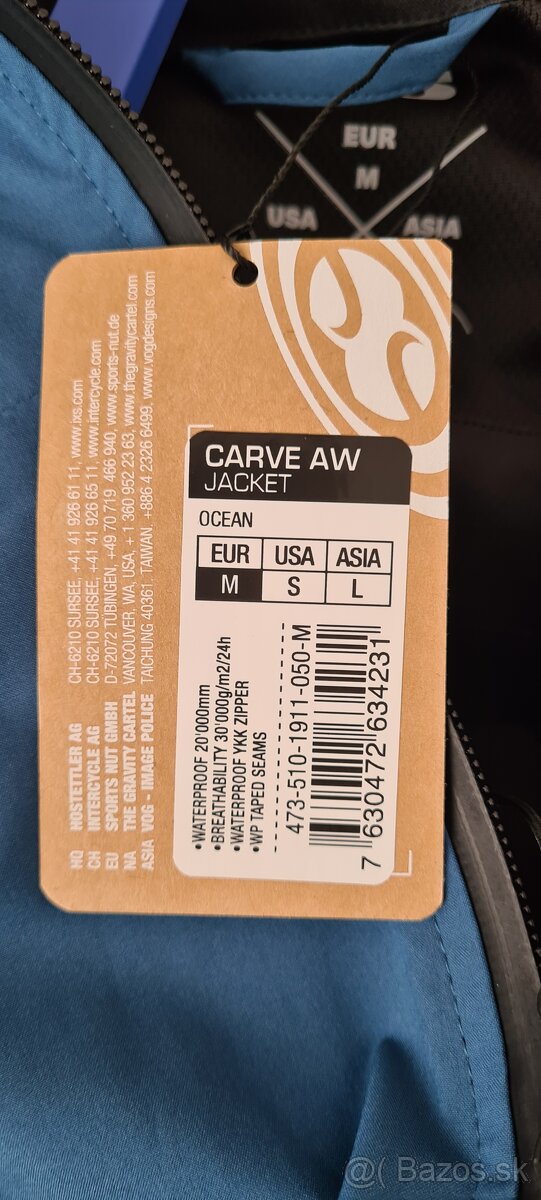 EUR
M
USA
ASIA
CARVE AW
JACKET
OCEAN
EUR USA ASIA
M S L
•WATERPROOF 20'000mm
•BREATHABILITY 30'000g/m2/24h
•WATERPROOF YKK ZIPPER
•WP TAPED SEAMS
473-510-1911-050-M
7 630472 634231
HQ HOSTETTLER AG CH-6210 SURSEE, +41 41 926 61 11, www.ixs.com
CH INTERCYCLE AG CH-6210 SURSEE, +41 41 926 65 11, www.intercycle.com
EU SPORTS NUT GMBH D-72072 TÜBINGEN, +49 70 719 466 940, www.sports-nut.de
NA THE GRAVITY CARTEL VANCOUVER, WA, USA, + 1 360 952 23 63, www.thegravitycartel.com
ASIA VOG - IMAGE POLICE TAICHUNG 40361. TAIWAN. +886 4 2326 6499, www.vogdesigns.com
Bazos.sk